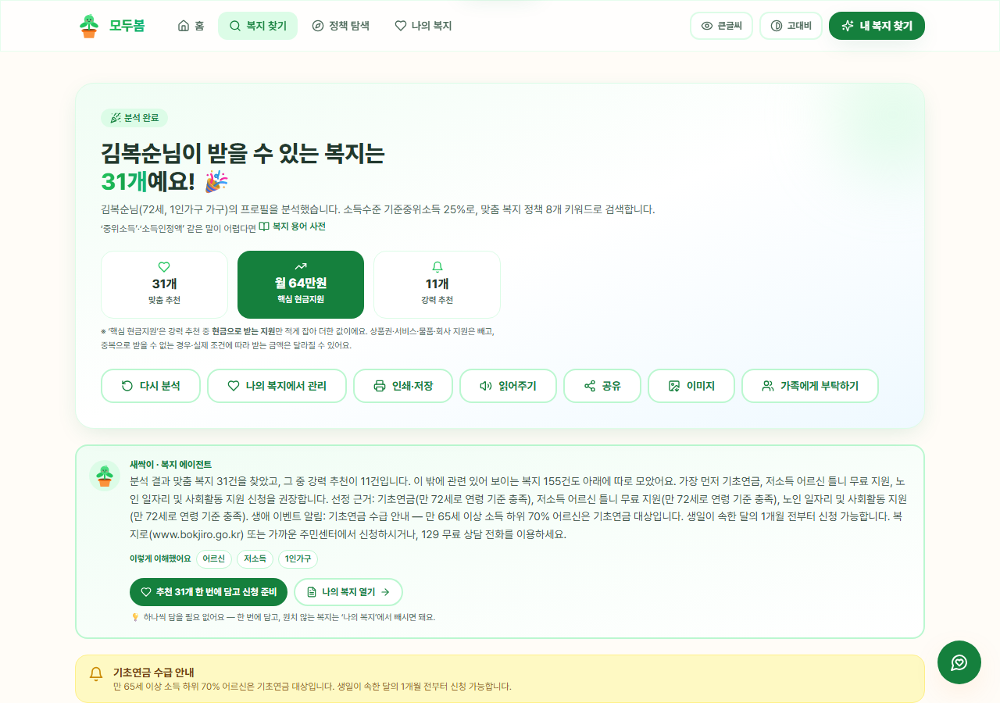 모두봄
홈
복지 찾기
정책 탐색
나의 복지
큰글씨
고대비
내 복지 찾기
분석 완료
김복순님이 받을 수 있는 복지는
31개예요! 🎉
김복순님(72세, 1인가구 가구)의 프로필을 분석했습니다. 소득수준 기준중위소득 25%로, 맞춤 복지 정책 8개 키워드로 검색합니다.
‘중위소득’·‘소득인정액’ 같은 말이 어렵다면 복지 용어 사전
31개
맞춤 추천
월 64만원
핵심 현금지원
11개
강력 추천
※ ‘핵심 현금지원’은 강력 추천 중 현금으로 받는 지원만 적게 잡아 더한 값이에요. 상품권·서비스·물품·회사 지원은 빼고,
중복으로 받을 수 없는 경우·실제 조건에 따라 받는 금액은 달라질 수 있어요.
다시 분석
나의 복지에서 관리
인쇄·저장
읽어주기
공유
이미지
가족에게 부탁하기
새싹이 · 복지 에이전트
분석 결과 맞춤 복지 31건을 찾았고, 그 중 강력 추천이 11건입니다. 이 밖에 관련 있어 보이는 복지 155건도 아래에 따로 모았어요. 가장 먼저 기초연금, 저소득 어르신 틀니 무료 지원, 노
인 일자리 및 사회활동 지원 신청을 권장합니다. 선정 근거: 기초연금(만 72세로 연령 기준 충족), 저소득 어르신 틀니 무료 지원(만 72세로 연령 기준 충족), 노인 일자리 및 사회활동 지원
(만 72세로 연령 기준 충족). 생애 이벤트 알림: 기초연금 수급 안내 — 만 65세 이상 소득 하위 70% 어르신은 기초연금 대상입니다. 생일이 속한 달의 1개월 전부터 신청 가능합니다. 복
지로(www.bokjiro.go.kr) 또는 가까운 주민센터에서 신청하시거나, 129 무료 상담 전화를 이용하세요.
이렇게 이해했어요
어르신
저소득
1인가구
추천 31개 한 번에 담고 신청 준비
나의 복지 열기 →
💡 하나씩 담을 필요 없어요 — 한 번에 담고, 원치 않는 복지는 ‘나의 복지’에서 빼시면 돼요.
기초연금 수급 안내
만 65세 이상 소득 하위 70% 어르신은 기초연금 대상입니다. 생일이 속한 달의 1개월 전부터 신청 가능합니다.